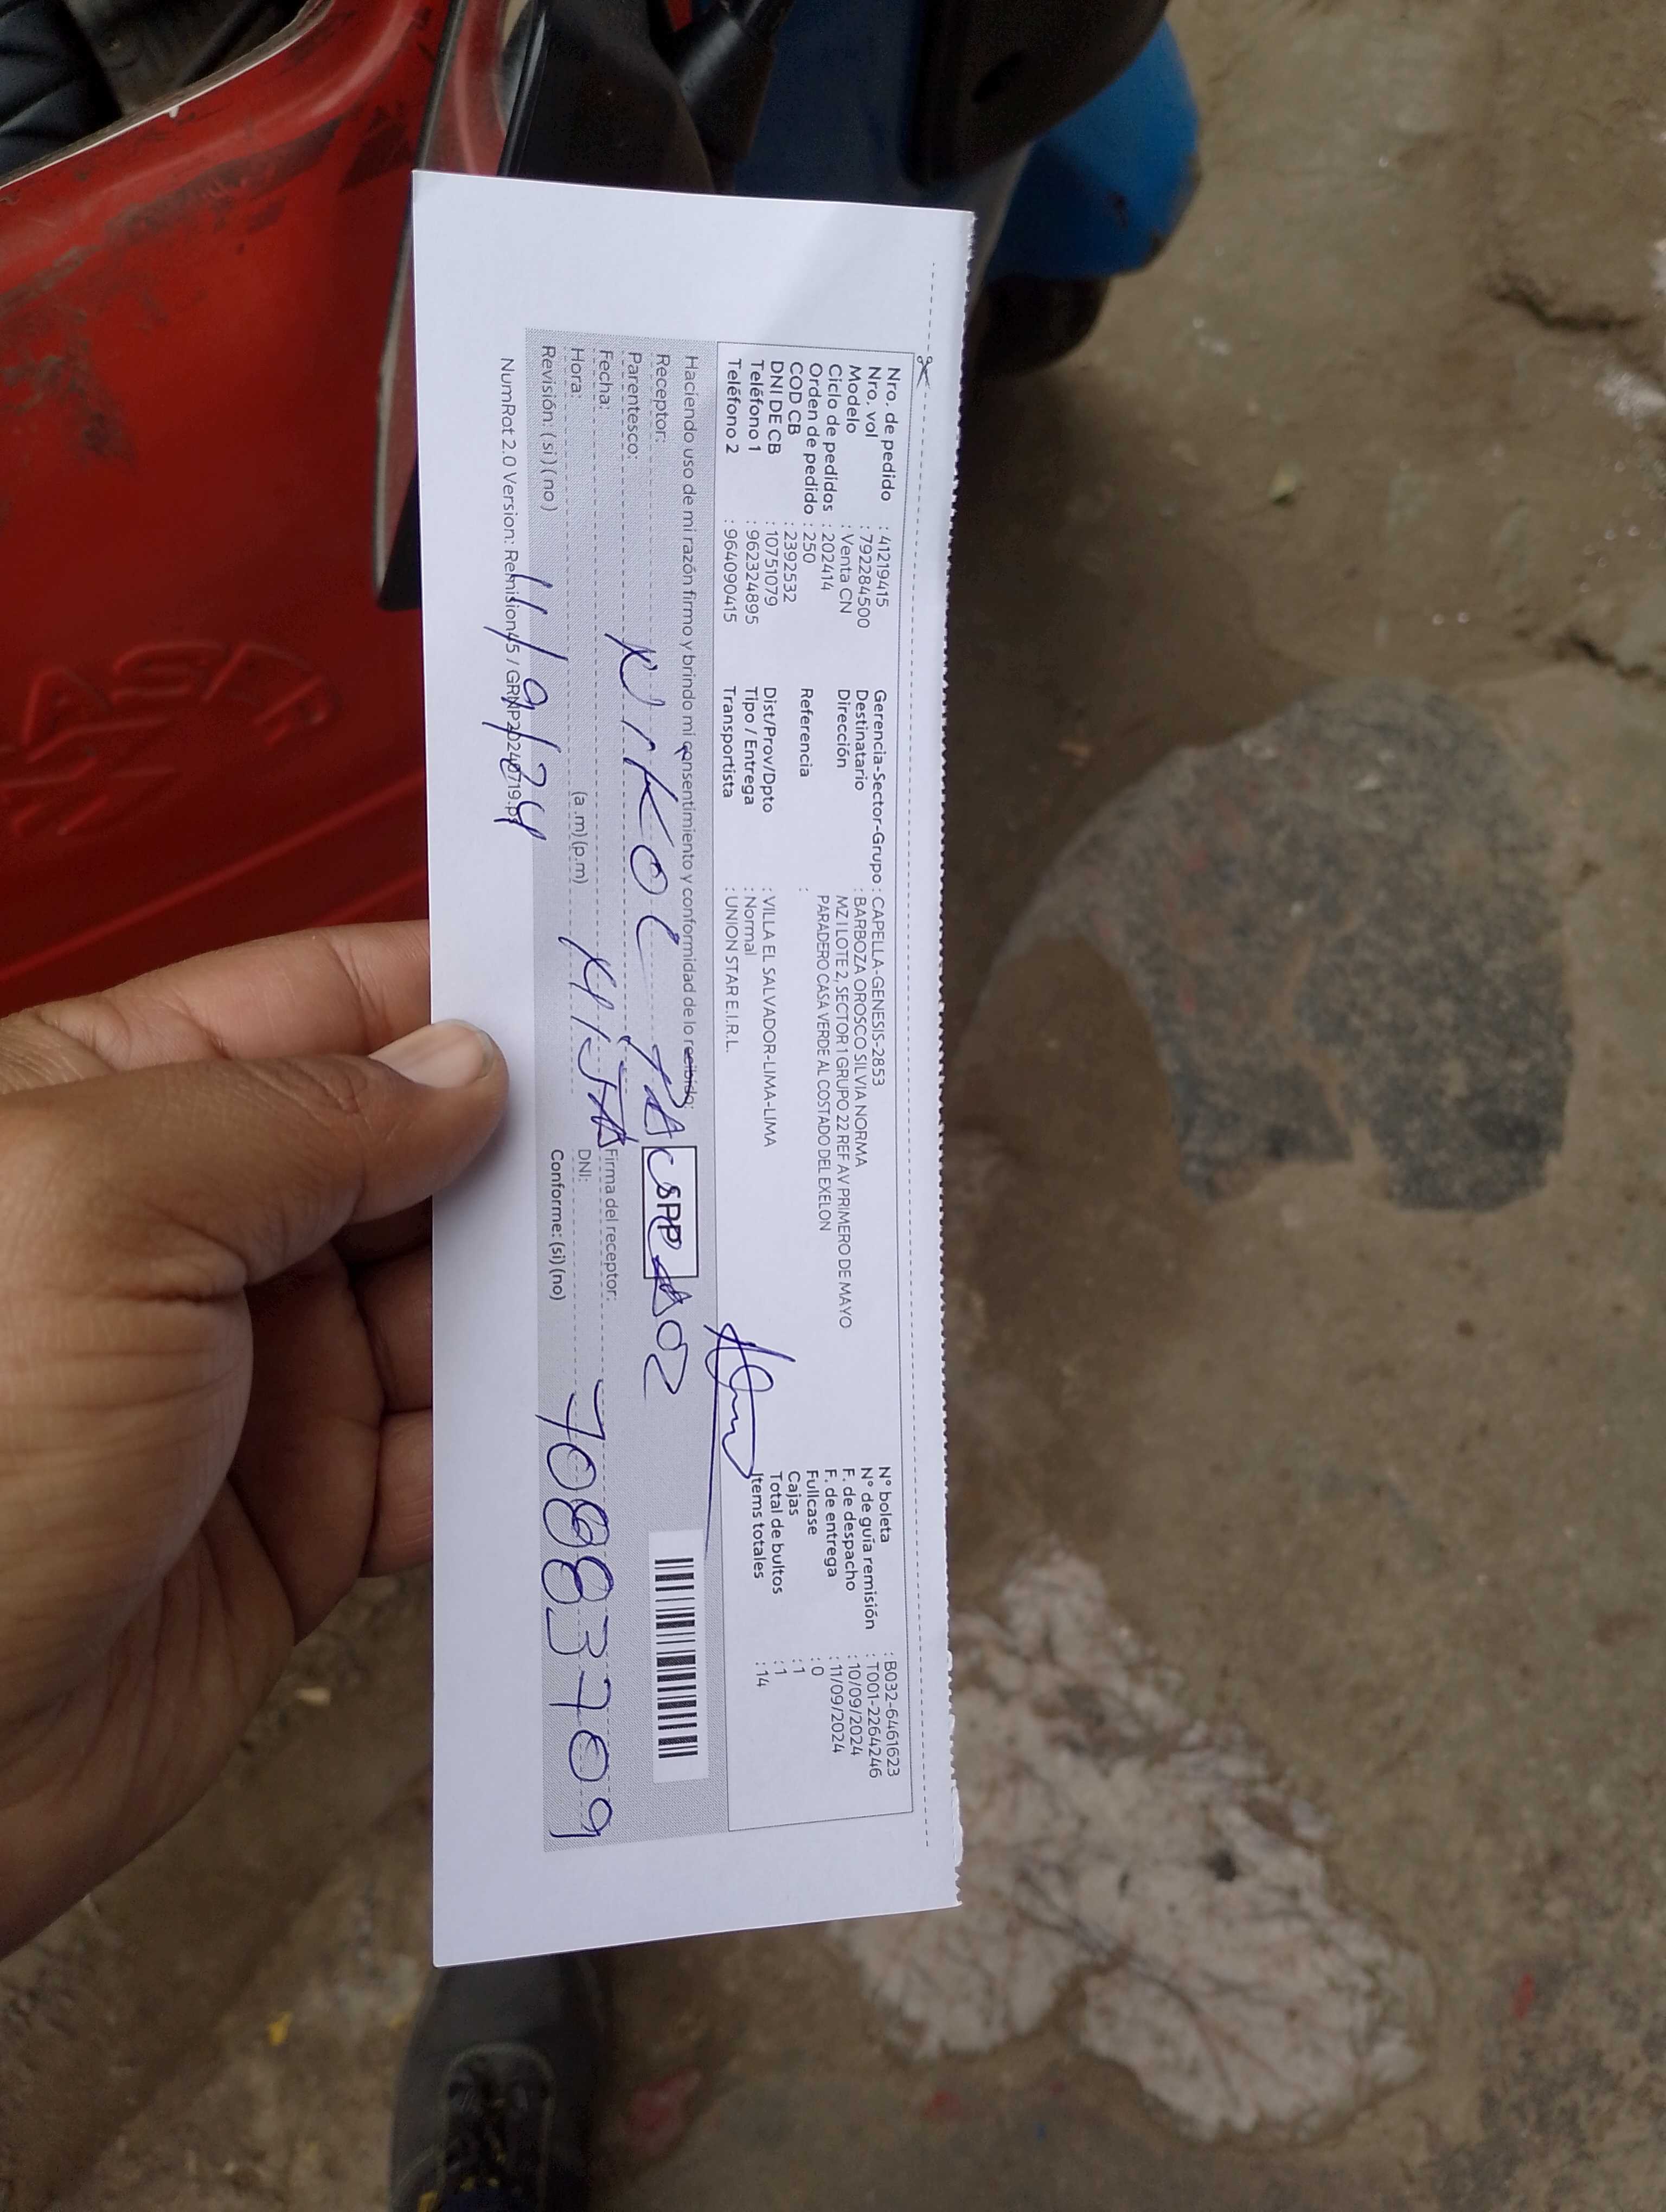 Nro. de pedido : 41219415
Nro. vol : 792284500
Modelo : Venta CN
Ciclo de pedidos : 202414
Orden de pedido : 250
COD CB : 2392532
DNI DE CB : 10751079
Teléfono 1 : 962324895
Teléfono 2 : 964090415
Gerencia-Sector-Grupo : CAPELLA-GENESIS-2853
Destinatario : BARBOZA OROSCO SILVIA NORMA
Dirección : MZ I LOTE 2, SECTOR 1 GRUPO 22 REF AV PRIMERO DE MAYO
PARADERO CASA VERDE AL COSTADO DEL EXELON
Referencia :
Dist/Prov/Dpto : VILLA EL SALVADOR-LIMA-LIMA
Tipo / Entrega : Normal
Transportista : UNION STAR E.I.R.L.
N° boleta : B032-6461623
N° de guía remisión : T001-2264246
F. de despacho : 10/09/2024
F. de entrega : 11/09/2024
Fullcase : 0
Cajas : 1
Total de bultos : 1
Items totales : 14
Haciendo uso de mi razón firmo y brindo mi consentimiento y conformidad de lo recibido:
Receptor: NIKOL
SPP
Parentesco: HIJA
Fecha: 11/9/24
Hora: (a.m) (p.m)
Revisión: (si) (no)
Firma del receptor:
DNI: 70883709
Conforme: (si) (no)
NumRot 2.0 Version: Remision45 / GRNP20240719.p